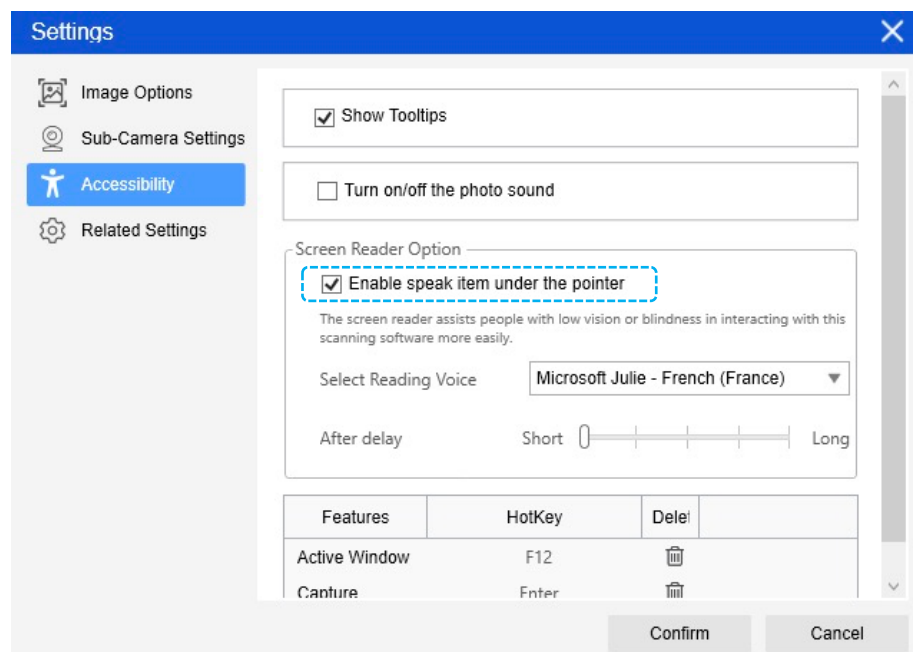 Settings
Image Options
Sub-Camera Settings
Accessibility
Related Settings
Show Tooltips
Turn on/off the photo sound
Screen Reader Option
Enable speak item under the pointer
The screen reader assists people with low vision or blindness in interacting with this
scanning software more easily.
Select Reading Voice Microsoft Julie - French (France)
After delay Short Long
Features HotKey Delet
Active Window F12
Capture Enter
Confirm Cancel